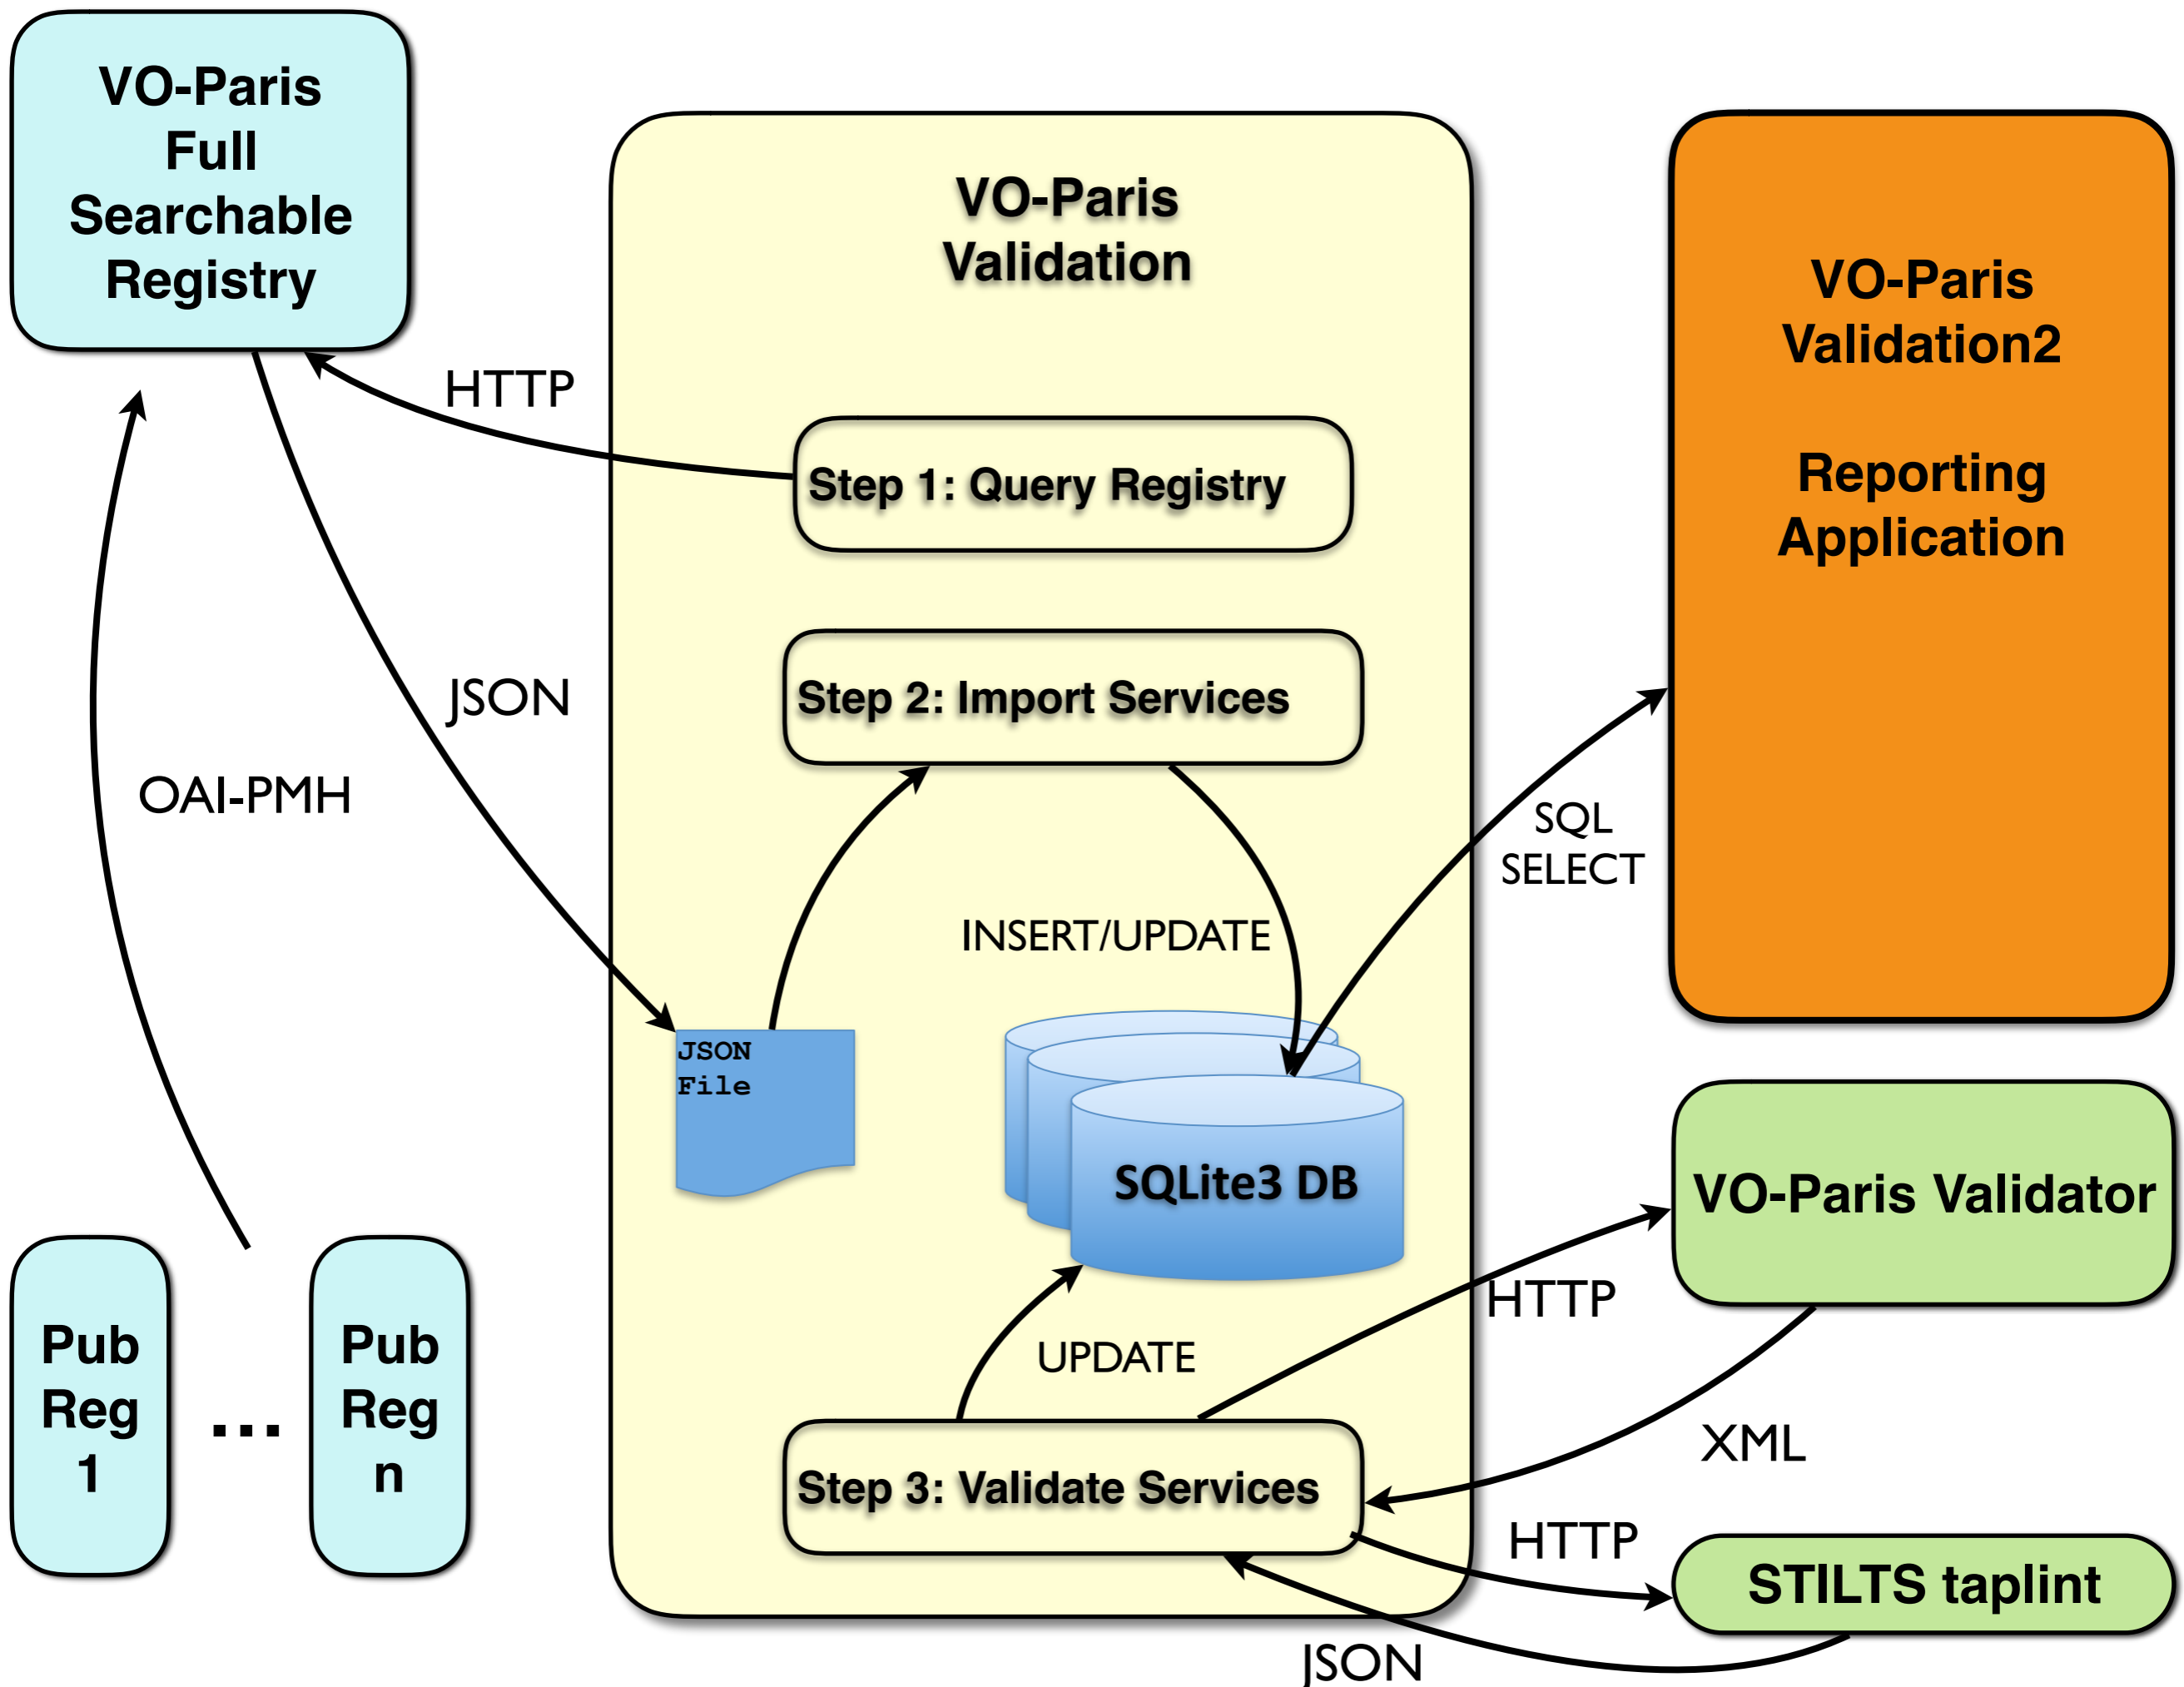 VO-Paris
Full
Searchable
Registry
VO-Paris
Validation
VO-Paris
Validation2
Reporting
Application
HTTP
Step 1: Query Registry
JSON
Step 2: Import Services
OAI-PMH
SQL
SELECT
INSERT/UPDATE
JSON
File
SQLite3 DB
VO-Paris Validator
HTTP
UPDATE
Pub
Reg
1
...
Pub
Reg
n
XML
Step 3: Validate Services
HTTP
STILTS taplint
JSON